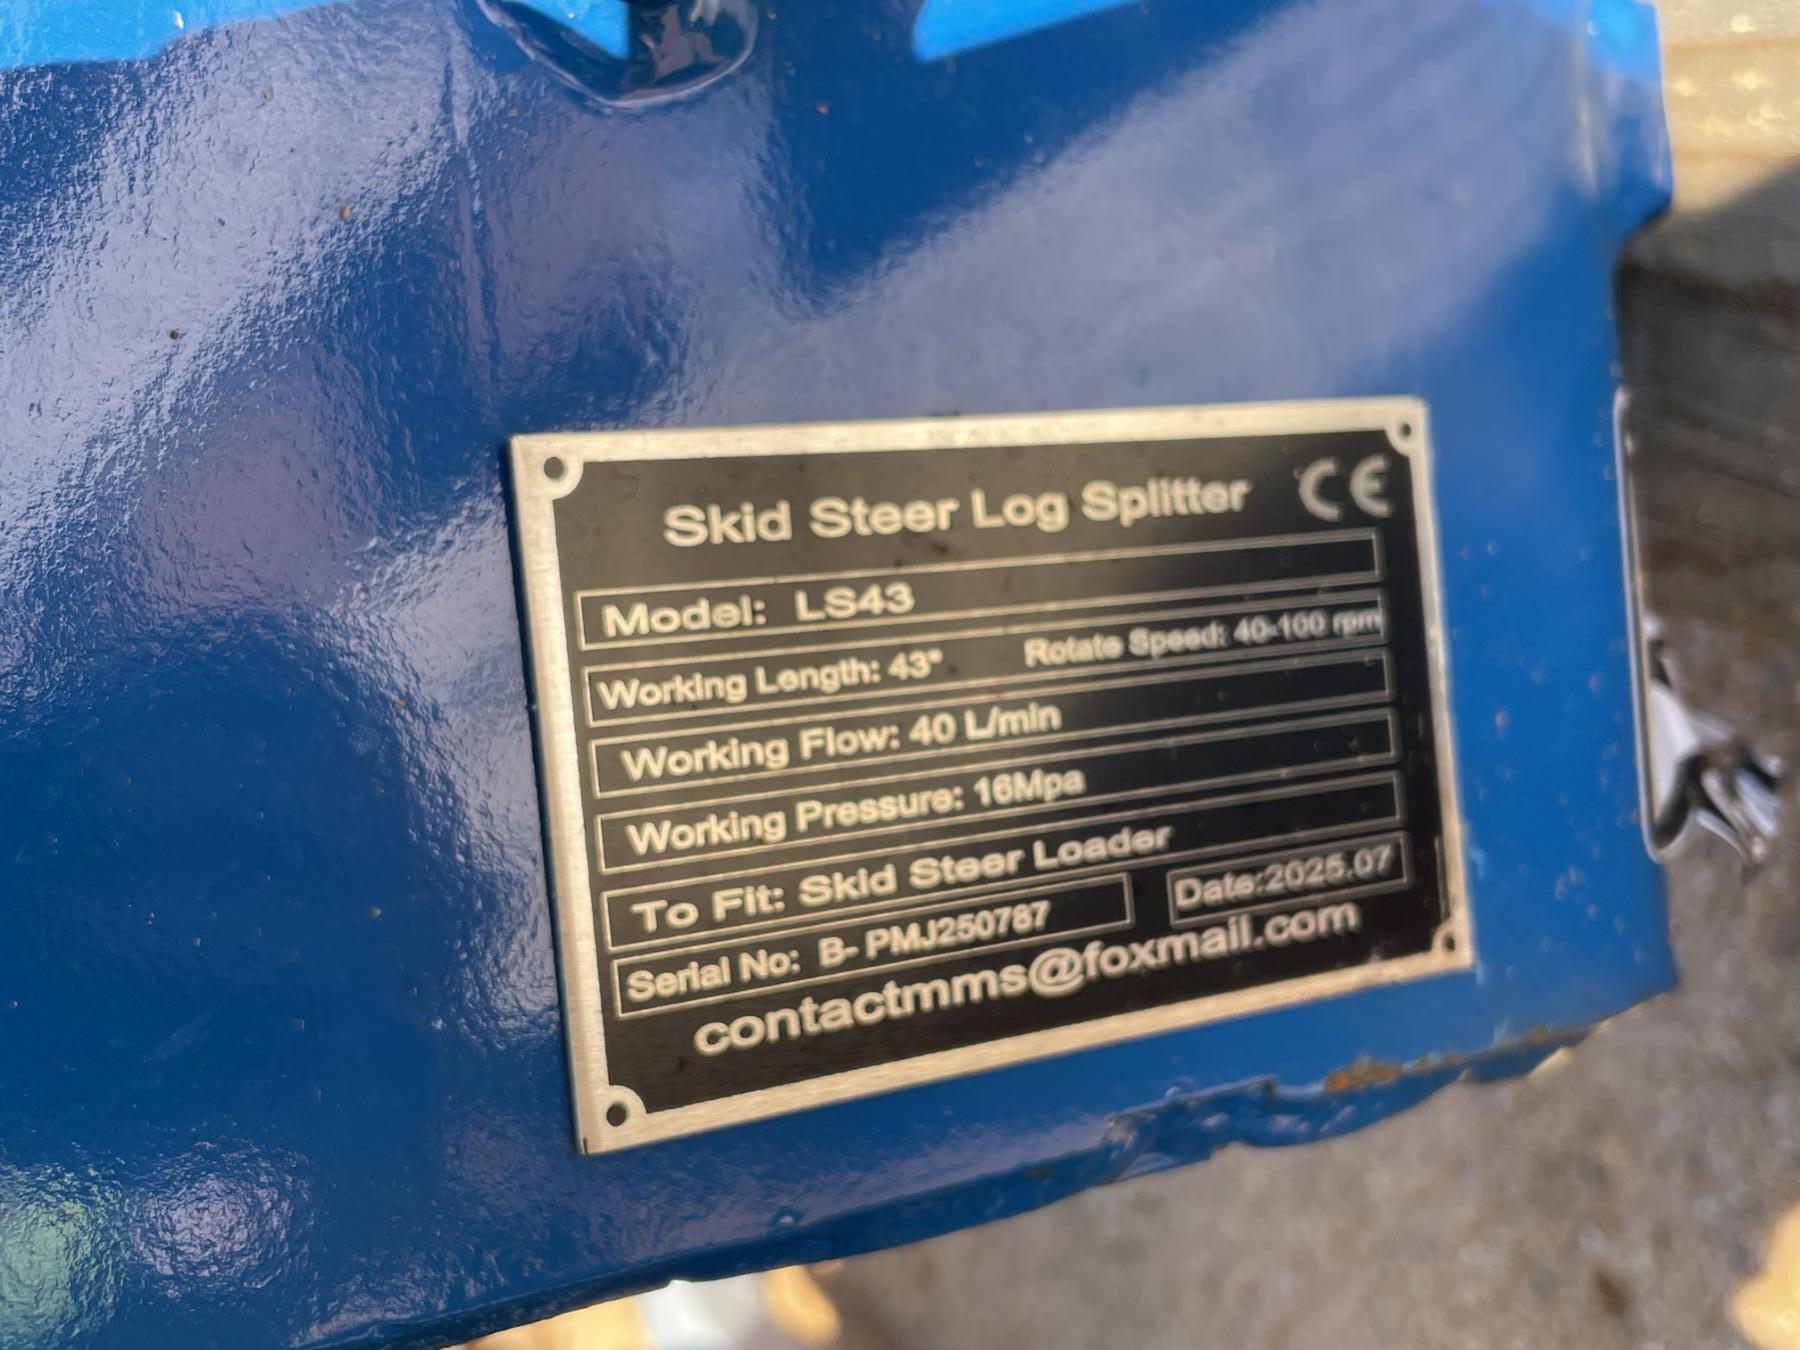 Skid Steer Log Splitter CE
Model: LS43
Working Length: 43" Rotate Speed: 40-100 rpm
Working Flow: 40 L/min
Working Pressure: 16Mpa
To Fit: Skid Steer Loader
Serial No: B- PMJ250787 Date:2025.07
contactmms@foxmail.com